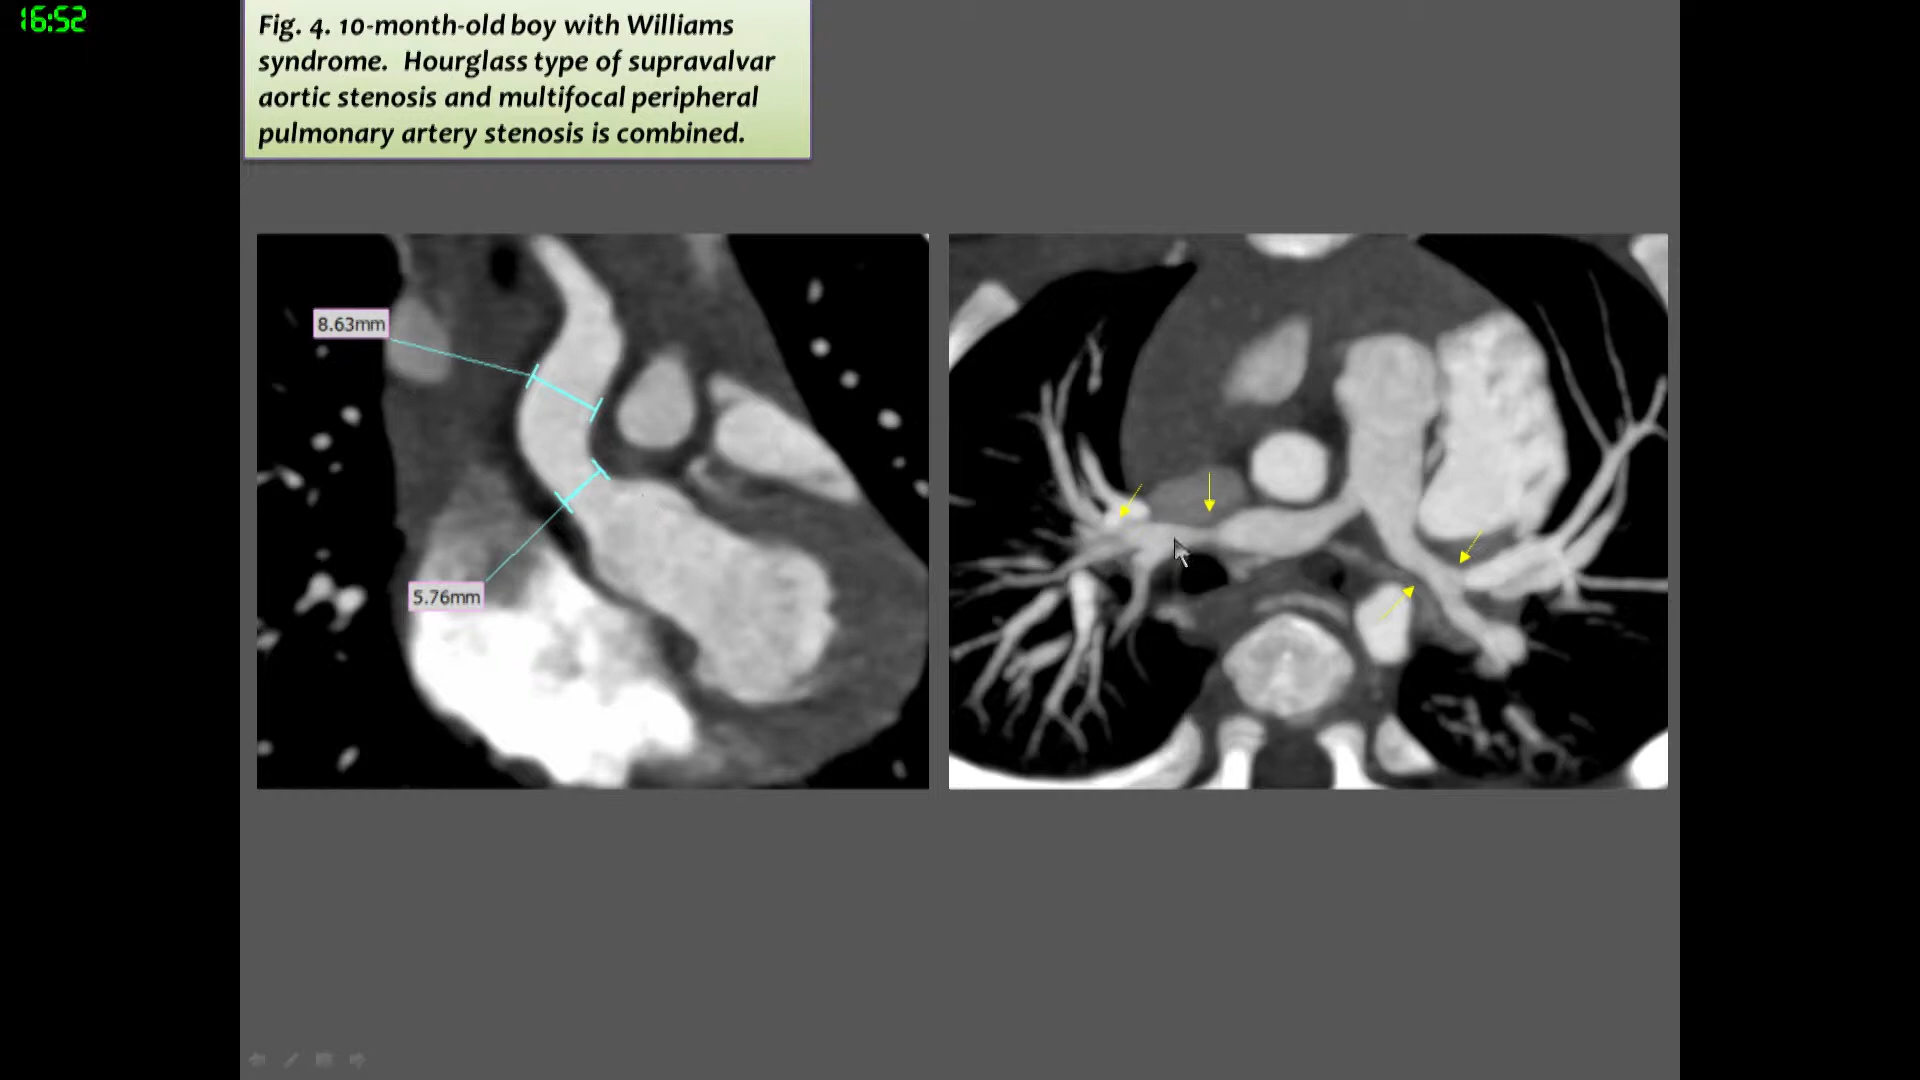 16:52
Fig. 4. 10-month-old boy with Williams
syndrome. Hourglass type of supravalvar
aortic stenosis and multifocal peripheral
pulmonary artery stenosis is combined.
8.63mm
5.76mm